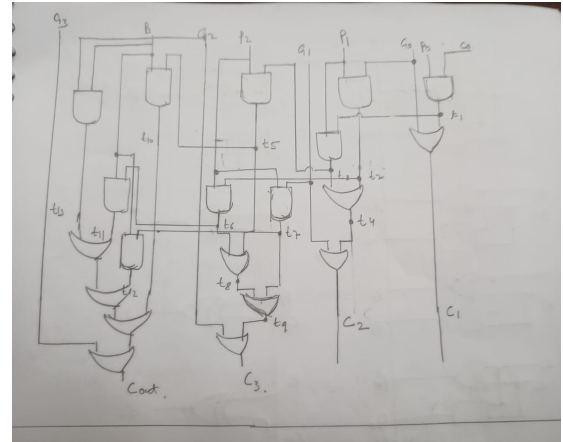 G3 P3 G2 P2 G1 P1 G0 P0 C0
t1
t10 t5
t3 t2
t13 t11 t6 t7 t4
t12 t8
t9 C2 C1
Cout. C3.